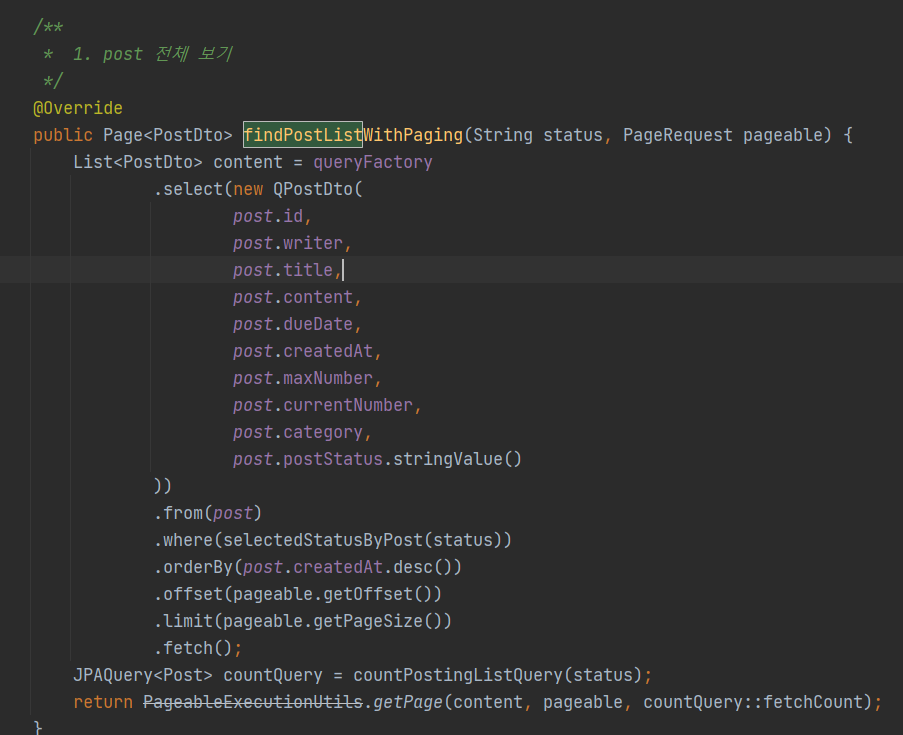 /**
 *  1. post 전체 보기
 */
@Override
public Page<PostDto> findPostListWithPaging(String status, PageRequest pageable) {
    List<PostDto> content = queryFactory
            .select(new QPostDto(
                    post.id,
                    post.writer,
                    post.title,
                    post.content,
                    post.dueDate,
                    post.createdAt,
                    post.maxNumber,
                    post.currentNumber,
                    post.category,
                    post.postStatus.stringValue()
            ))
            .from(post)
            .where(selectedStatusByPost(status))
            .orderBy(post.createdAt.desc())
            .offset(pageable.getOffset())
            .limit(pageable.getPageSize())
            .fetch();
    JPAQuery<Post> countQuery = countPostingListQuery(status);
    return PageableExecutionUtils.getPage(content, pageable, countQuery::fetchCount);
}